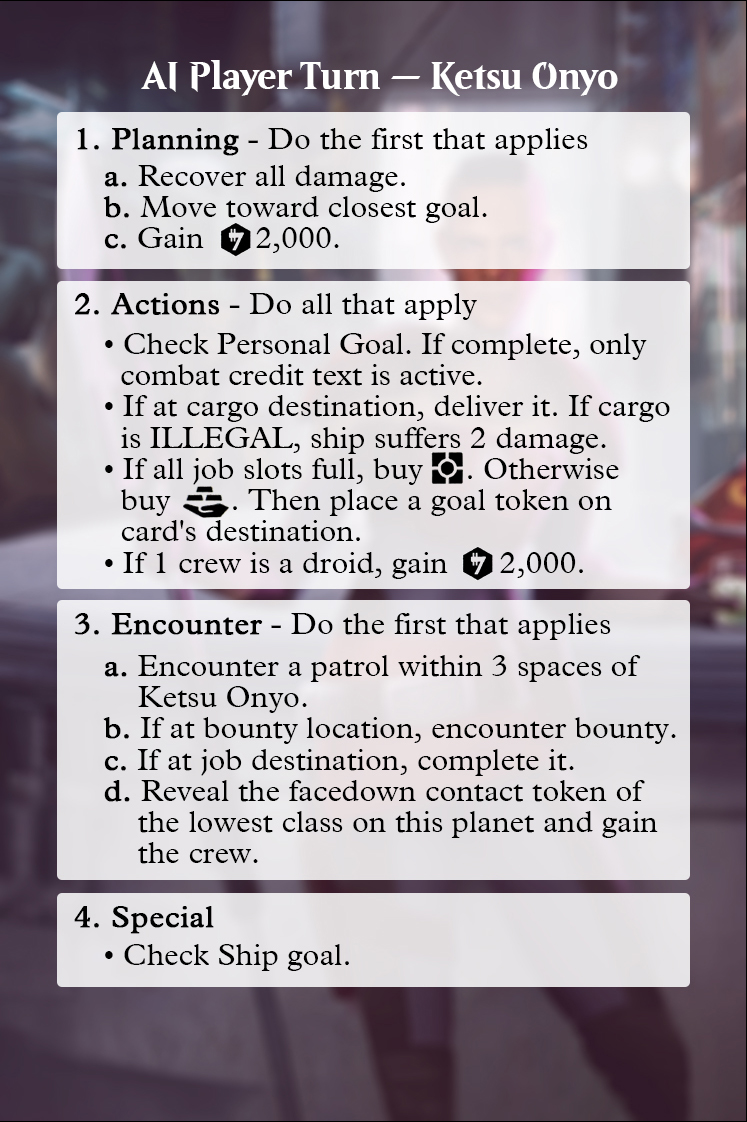 AI Player Turn — Ketsu Onyo
1. Planning - Do the first that applies
a. Recover all damage.
b. Move toward closest goal.
c. Gain 2,000.
2. Actions - Do all that apply
• Check Personal Goal. If complete, only
combat credit text is active.
• If at cargo destination, deliver it. If cargo
is ILLEGAL, ship suffers 2 damage.
• If all job slots full, buy . Otherwise
buy . Then place a goal token on
card's destination.
• If 1 crew is a droid, gain 2,000.
3. Encounter - Do the first that applies
a. Encounter a patrol within 3 spaces of
Ketsu Onyo.
b. If at bounty location, encounter bounty.
c. If at job destination, complete it.
d. Reveal the facedown contact token of
the lowest class on this planet and gain
the crew.
4. Special
• Check Ship goal.